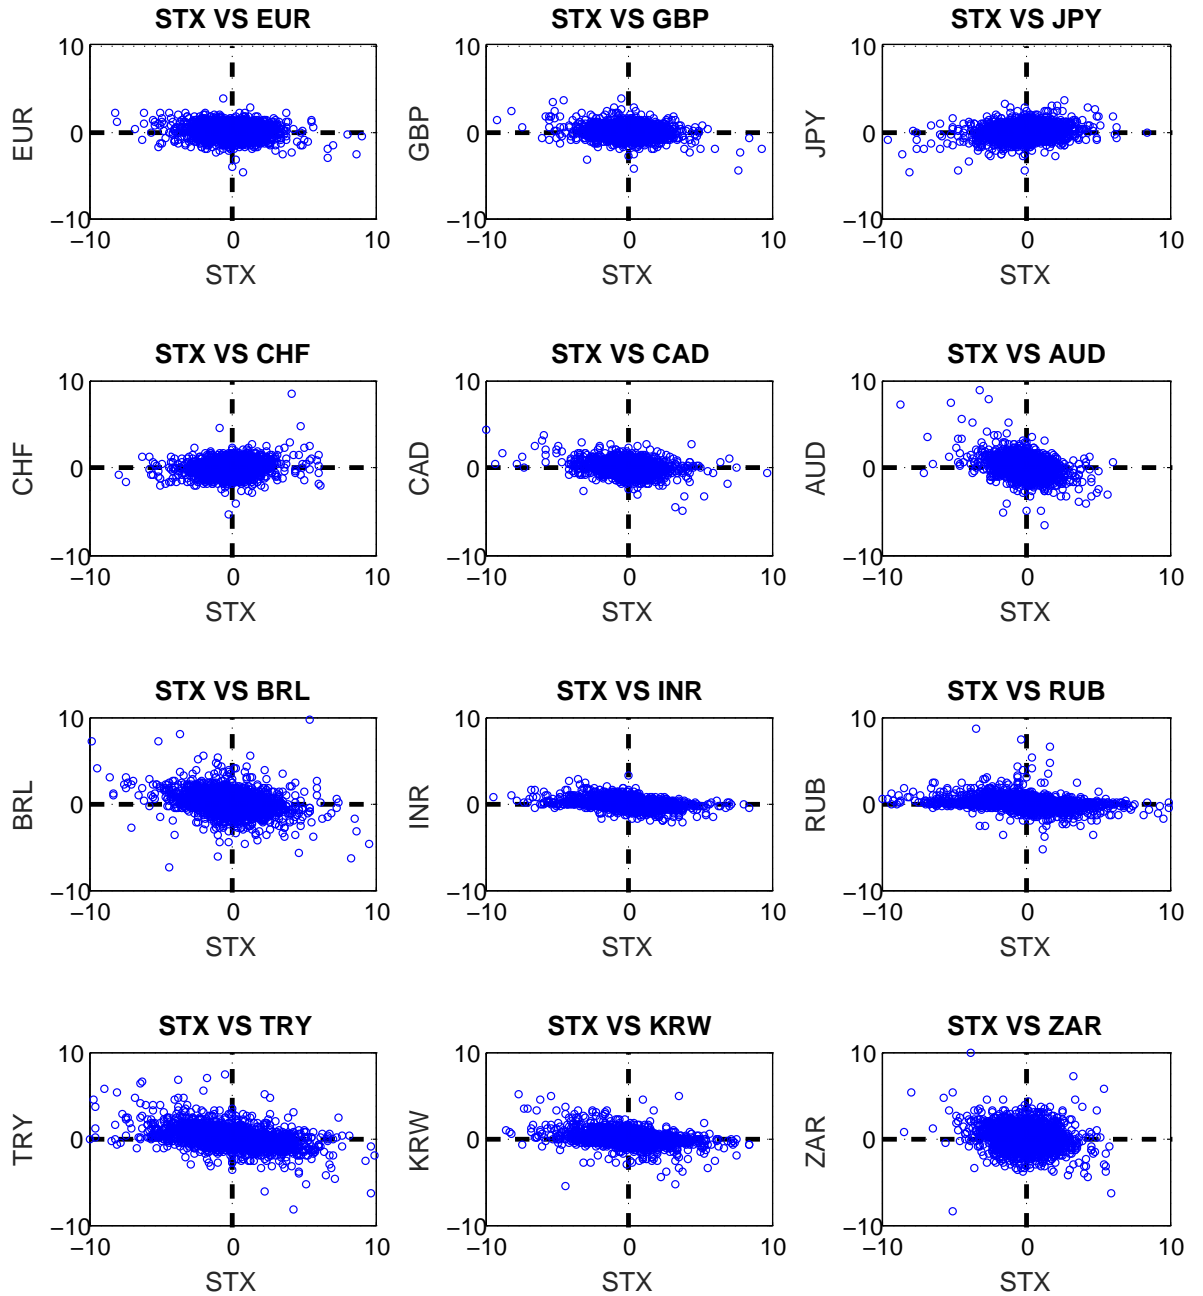 STX VS EUR
10
0
−10
−10
0
10
EUR
STX
STX VS GBP
10
0
−10
−10
0
10
GBP
STX
STX VS JPY
10
0
−10
−10
0
10
JPY
STX
STX VS CHF
10
0
−10
−10
0
10
CHF
STX
STX VS CAD
10
0
−10
−10
0
10
CAD
STX
STX VS AUD
10
0
−10
−10
0
10
AUD
STX
STX VS BRL
10
0
−10
−10
0
10
BRL
STX
STX VS INR
10
0
−10
−10
0
10
INR
STX
STX VS RUB
10
0
−10
−10
0
10
RUB
STX
STX VS TRY
10
0
−10
−10
0
10
TRY
STX
STX VS KRW
10
0
−10
−10
0
10
KRW
STX
STX VS ZAR
10
0
−10
−10
0
10
ZAR
STX